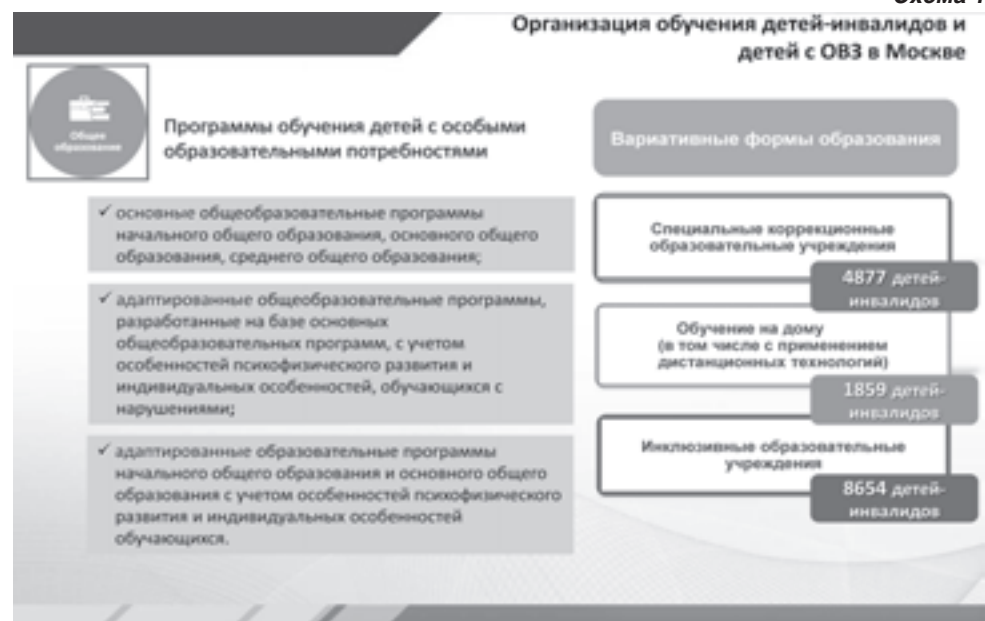 Схема 1
Организация обучения детей-инвалидов и
детей с ОВЗ в Москве
Общее
образование
Программы обучения детей с особыми
образовательными потребностями
✓ основные общеобразовательные программы
начального общего образования, основного общего
образования, среднего общего образования;
✓ адаптированные общеобразовательные программы,
разработанные на базе основных
общеобразовательных программ, с учетом
особенностей психофизического развития и
индивидуальных особенностей, обучающихся с
нарушениями;
✓ адаптированные образовательные программы
начального общего образования и основного общего
образования с учетом особенностей психофизического
развития и индивидуальных особенностей
обучающихся.
Вариативные формы образования
Специальные коррекционные
образовательные учреждения
4877 детей-
инвалидов
Обучение на дому
(в том числе с применением
дистанционных технологий)
1859 детей-
инвалидов
Инклюзивные образовательные
учреждения
8654 детей-
инвалидов